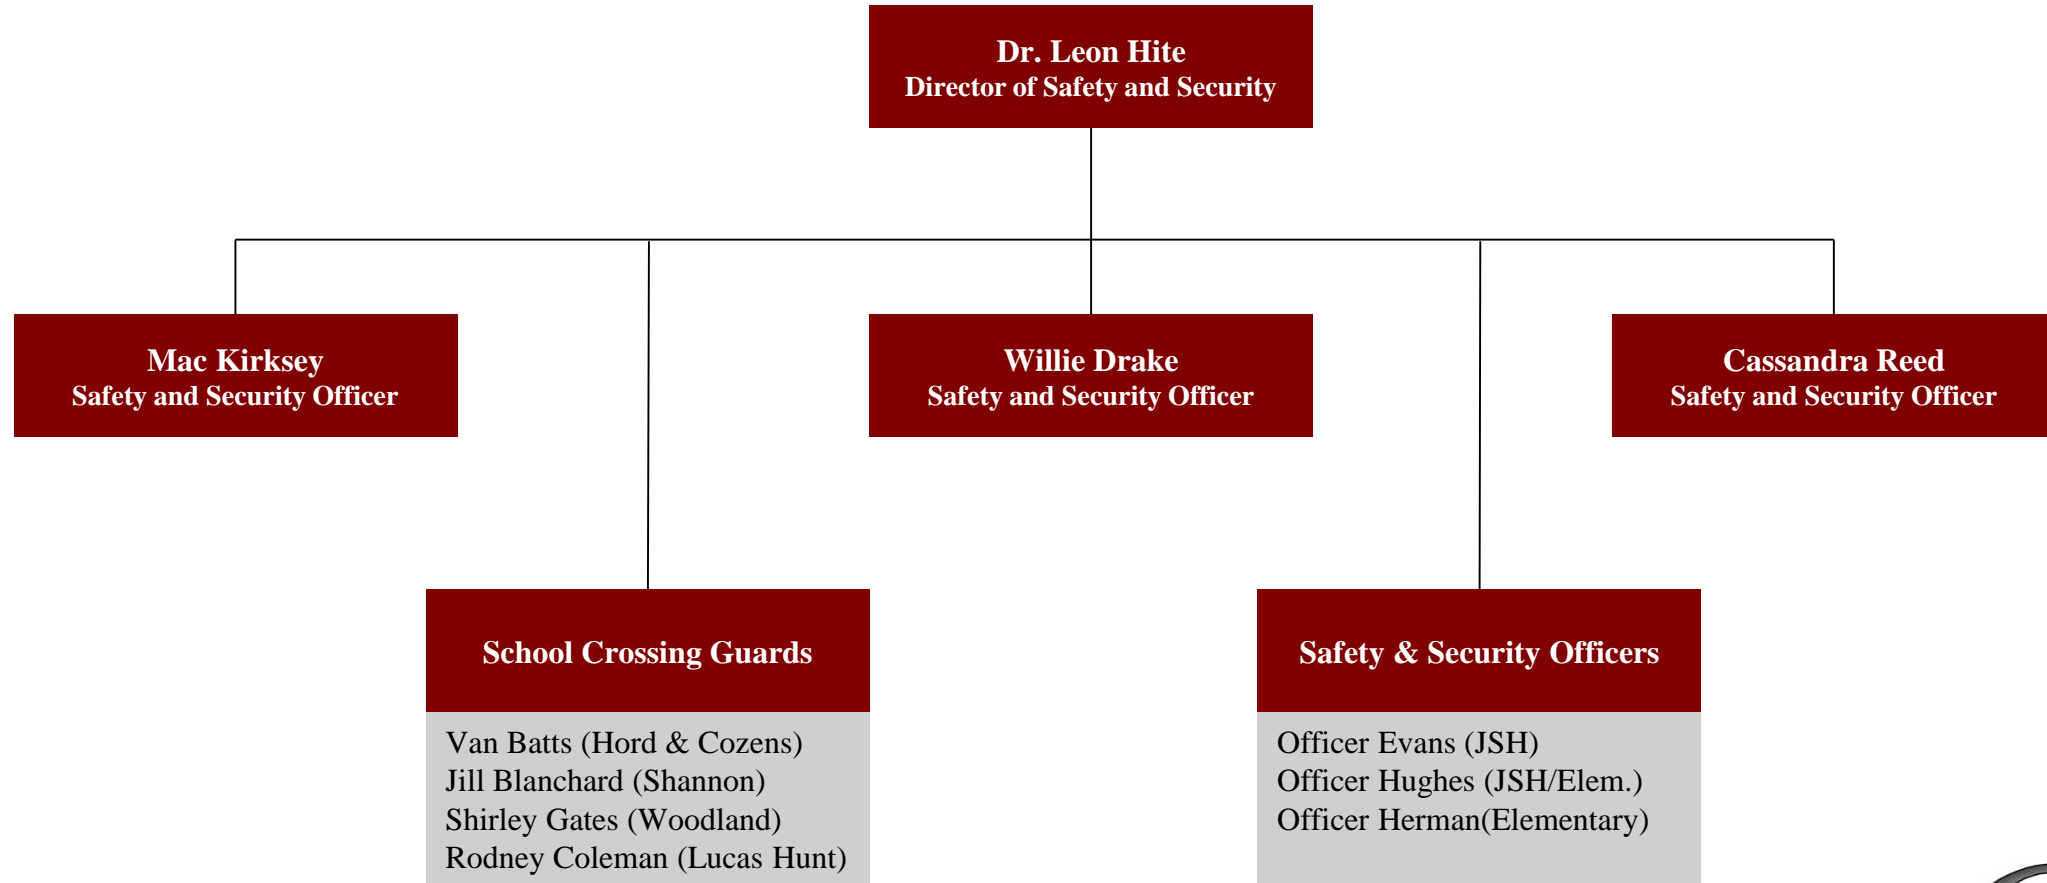 Dr. Leon Hite
Director of Safety and Security
Mac Kirksey
Safety and Security Officer
Willie Drake
Safety and Security Officer
Cassandra Reed
Safety and Security Officer
School Crossing Guards
Van Batts (Hord & Cozens)
Jill Blanchard (Shannon)
Shirley Gates (Woodland)
Rodney Coleman (Lucas Hunt)
Safety & Security Officers
Officer Evans (JSH)
Officer Hughes (JSH/Elem.)
Officer Herman(Elementary)